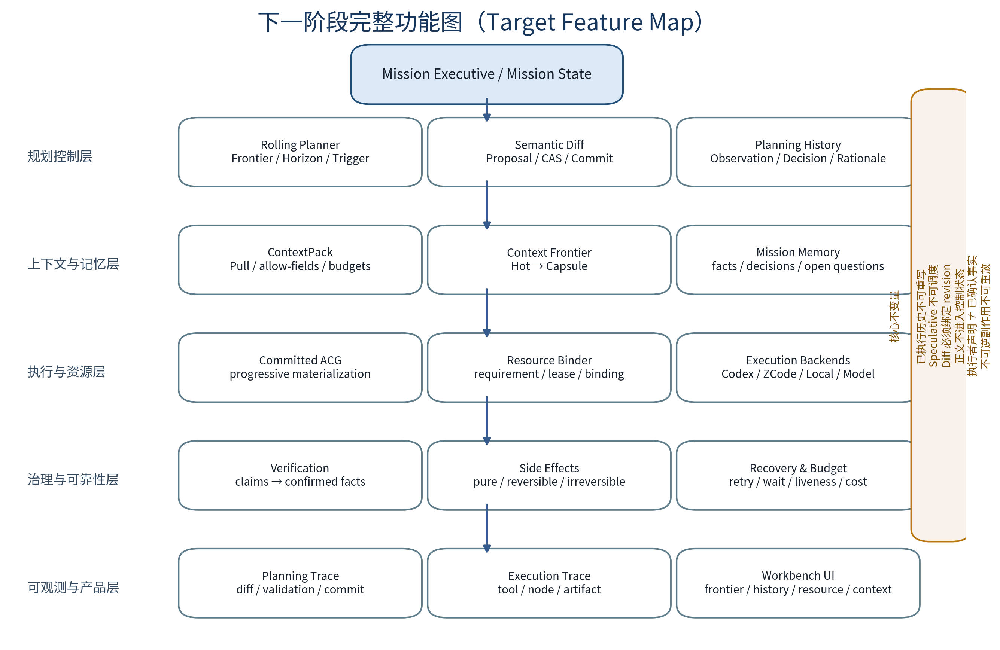 下一阶段完整功能图（Target Feature Map）
Mission Executive / Mission State
规划控制层
Rolling Planner
Frontier / Horizon / Trigger
Semantic Diff
Proposal / CAS / Commit
Planning History
Observation / Decision / Rationale
上下文与记忆层
ContextPack
Pull / allow-fields / budgets
Context Frontier
Hot → Capsule
Mission Memory
facts / decisions / open questions
执行与资源层
Committed ACG
progressive materialization
Resource Binder
requirement / lease / binding
Execution Backends
Codex / ZCode / Local / Model
治理与可靠性层
Verification
claims → confirmed facts
Side Effects
pure / reversible / irreversible
Recovery & Budget
retry / wait / liveness / cost
可观测与产品层
Planning Trace
diff / validation / commit
Execution Trace
tool / node / artifact
Workbench UI
frontier / history / resource / context
核心不变量
已执行历史不可重写
Speculative 不可调度
Diff 必须绑定 revision
正文不进入控制状态
执行者声明 ≠ 已确认事实
不可逆副作用不可重放